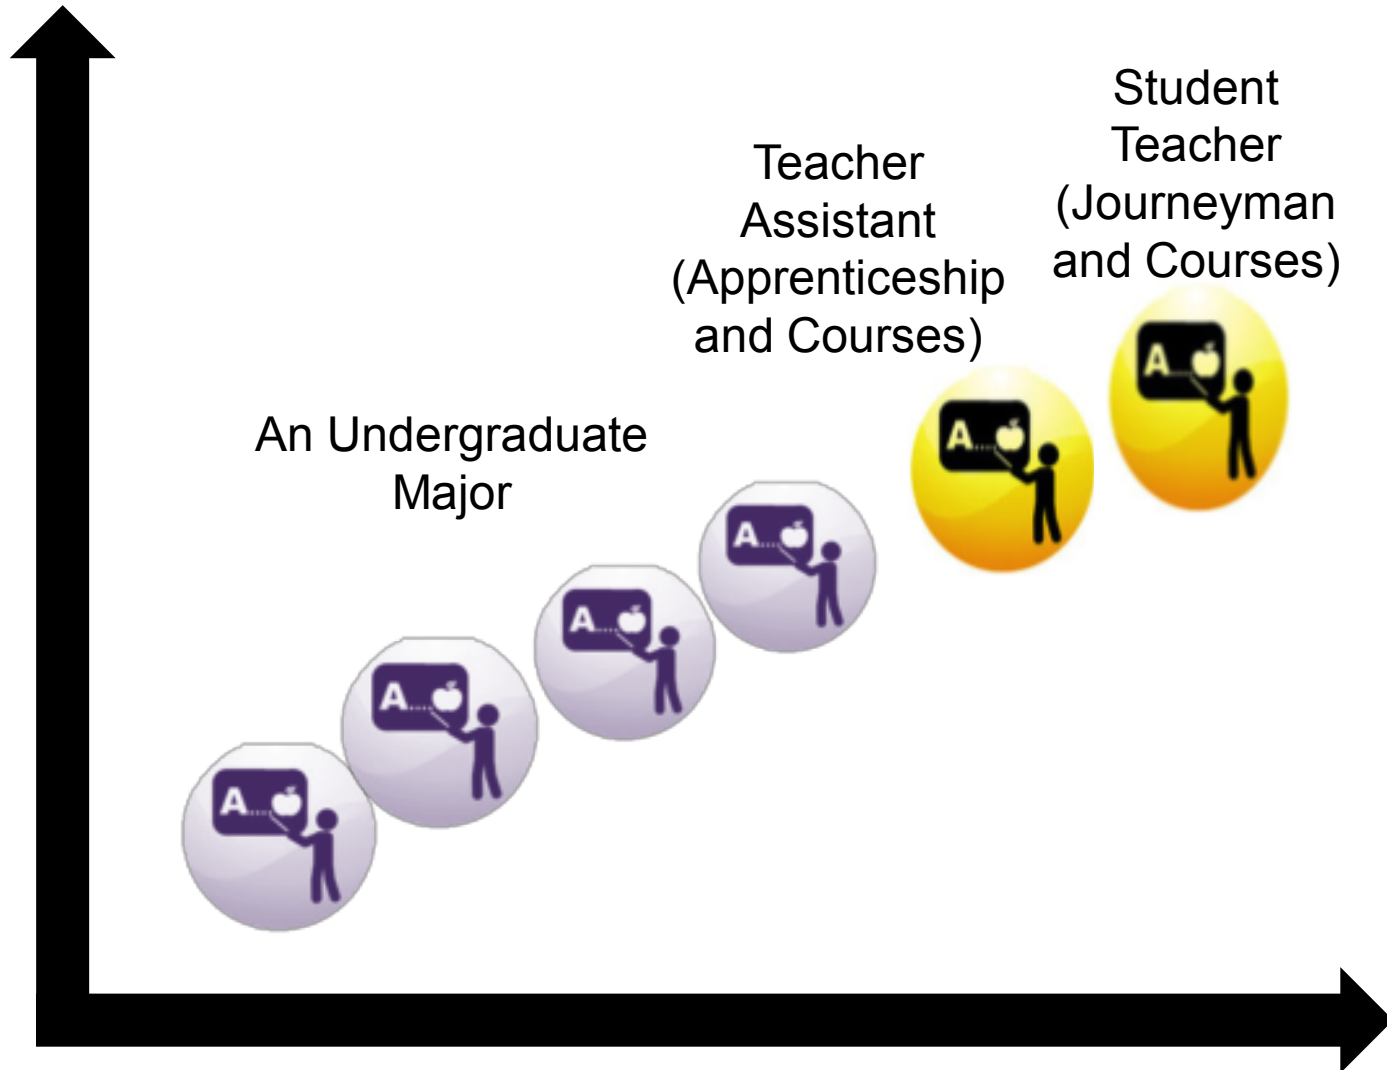 Student
Teacher
(Journeyman
and Courses)
Teacher
Assistant
(Apprenticeship
and Courses)
An Undergraduate
Major
A....
A....
A....
A....
A....
A....